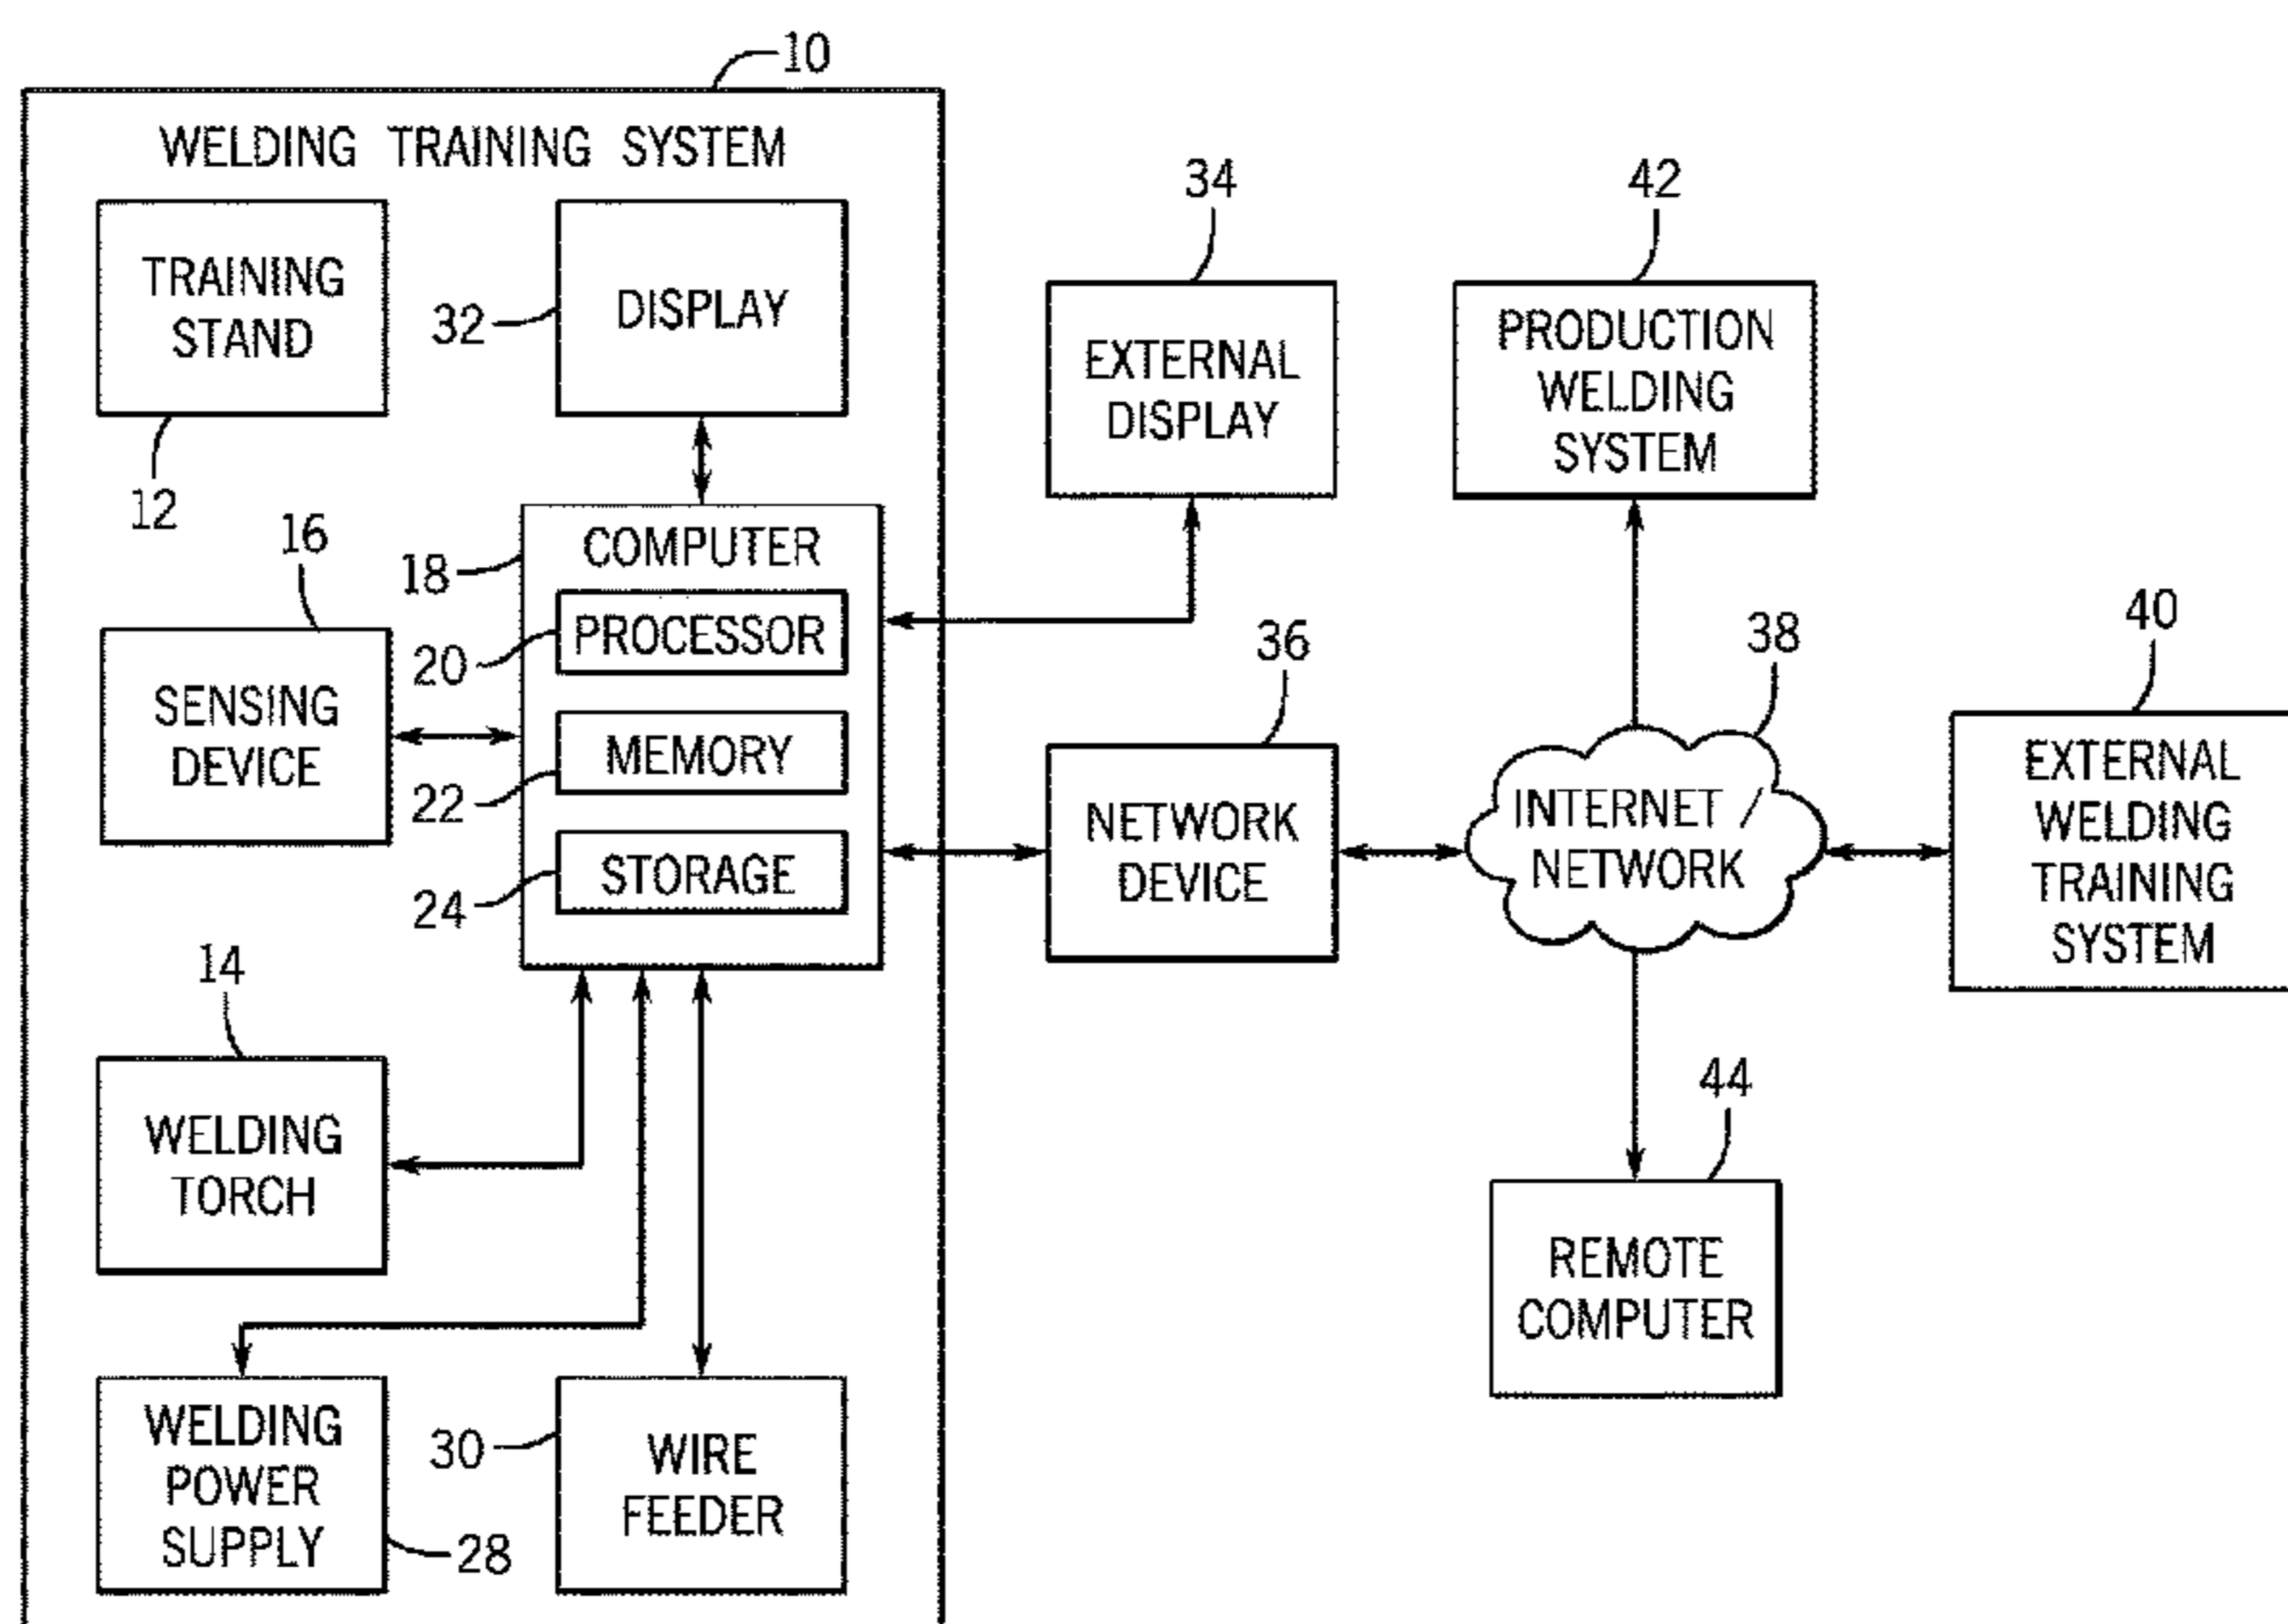 10
WELDING TRAINING SYSTEM
TRAINING
STAND
12
32
DISPLAY
16
SENSING
DEVICE
18
COMPUTER
20
PROCESSOR
22
MEMORY
24
STORAGE
14
WELDING
TORCH
WELDING
POWER
SUPPLY
28
30
WIRE
FEEDER
34
EXTERNAL
DISPLAY
36
NETWORK
DEVICE
42
PRODUCTION
WELDING
SYSTEM
38
INTERNET /
NETWORK
40
EXTERNAL
WELDING
TRAINING
SYSTEM
44
REMOTE
COMPUTER